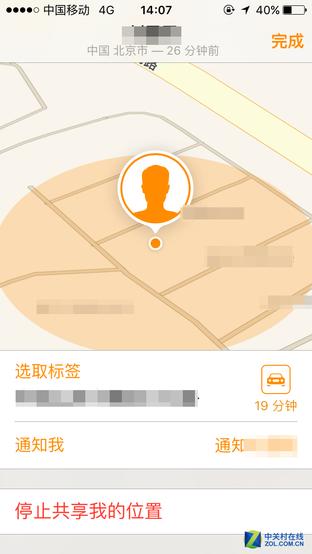 中国移动 4G 14:07 40%
完成
中国 北京市 — 26 分钟前
路
选取标签
19 分钟
通知我 通知
停止共享我的位置
中关村在线
ZOL.COM.CN